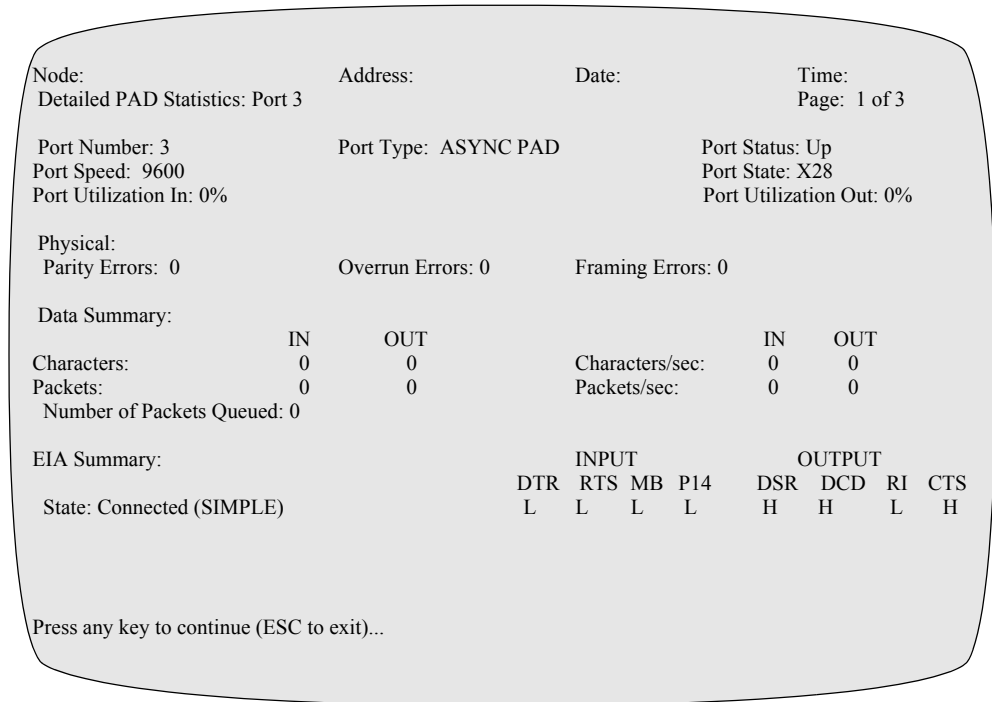 Node: Address: Date: Time:
Detailed PAD Statistics: Port 3 Page: 1 of 3
Port Number: 3 Port Type: ASYNC PAD Port Status: Up
Port Speed: 9600 Port State: X28
Port Utilization In: 0% Port Utilization Out: 0%
Physical:
Parity Errors: 0 Overrun Errors: 0 Framing Errors: 0
Data Summary:
IN OUT IN OUT
Characters: 0 0 Characters/sec: 0 0
Packets: 0 0 Packets/sec: 0 0
Number of Packets Queued: 0
EIA Summary: INPUT OUTPUT
DTR RTS MB P14 DSR DCD RI CTS
State: Connected (SIMPLE) L L L L H H L H
Press any key to continue (ESC to exit)...